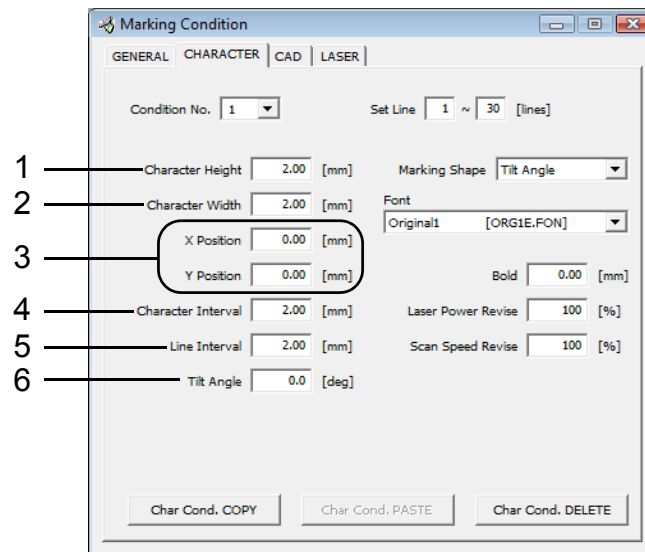 Marking Condition
GENERAL CHARACTER CAD LASER
Condition No. 1 Set Line 1 ~ 30 [lines]
1 Character Height 2.00 [mm] Marking Shape Tilt Angle
2 Character Width 2.00 [mm] Font
Original1 [ORG1E.FON]
3 X Position 0.00 [mm]
Y Position 0.00 [mm] Bold 0.00 [mm]
4 Character Interval 2.00 [mm] Laser Power Revise 100 [%]
5 Line Interval 2.00 [mm] Scan Speed Revise 100 [%]
6 Tilt Angle 0.0 [deg]
Char Cond. COPY Char Cond. PASTE Char Cond. DELETE